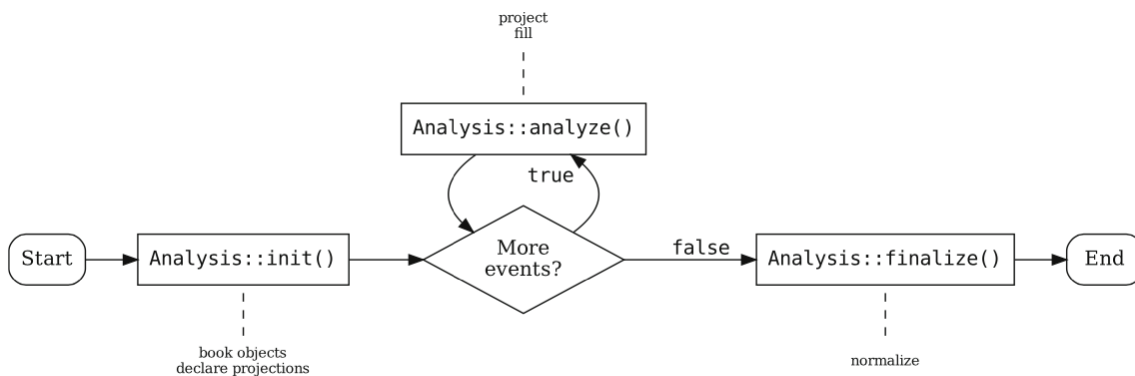 project
fill
Analysis::analyze()
true
Start
Analysis::init()
More
events?
false
Analysis::finalize()
End
book objects
declare projections
normalize